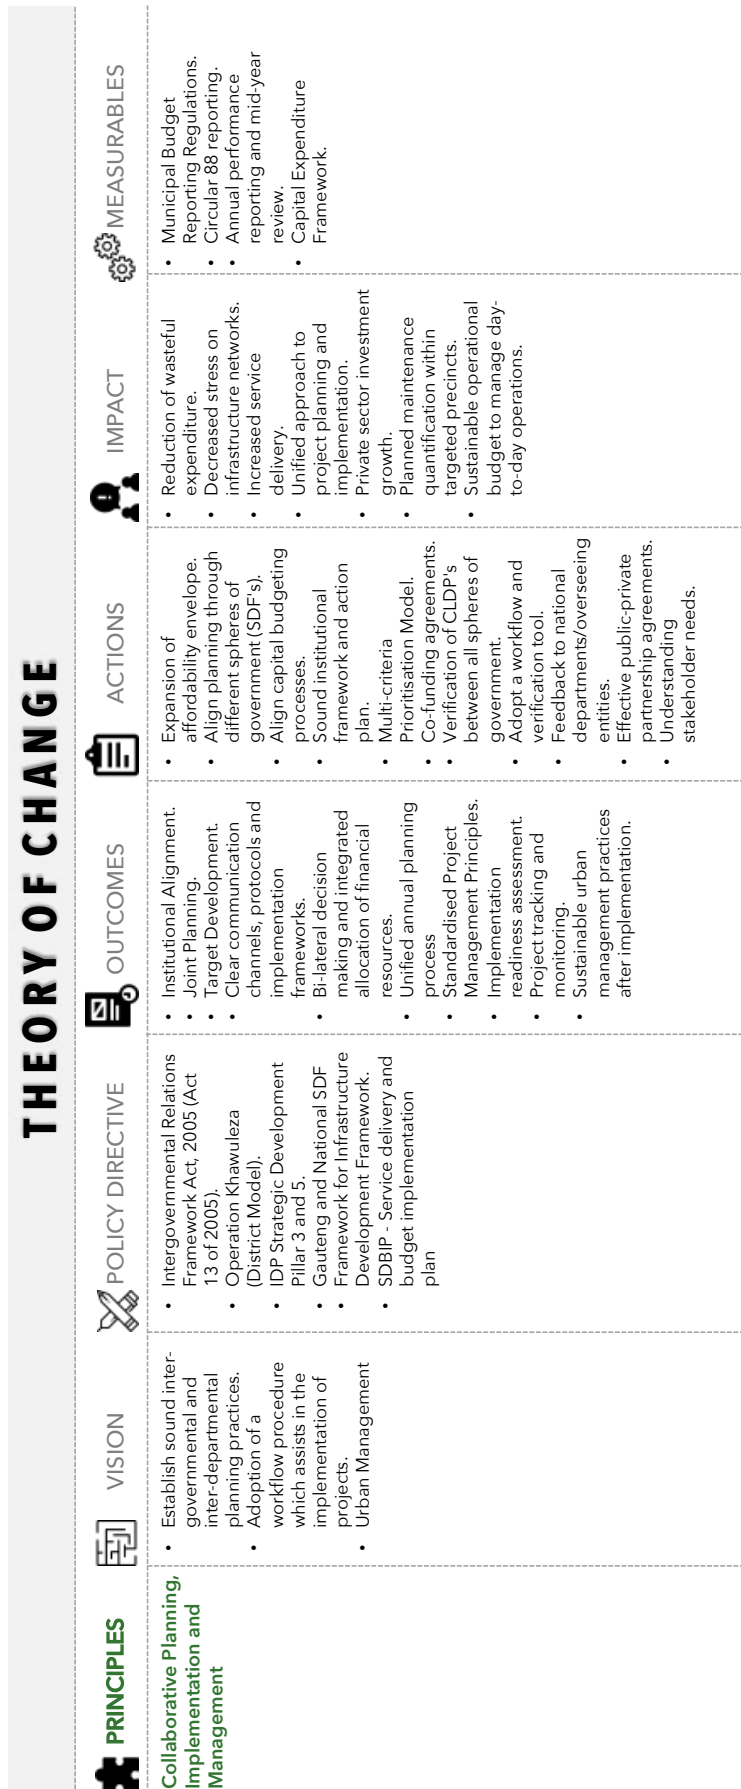 THEORY OF CHANGE
PRINCIPLES
Collaborative Planning,
Implementation and
Management
VISION
• Establish sound inter-
governmental and
inter-departmental
planning practices.
• Adoption of a
workflow procedure
which assists in the
implementation of
projects.
• Urban Management
POLICY DIRECTIVE
• Intergovernmental Relations
Framework Act, 2005 (Act
13 of 2005).
• Operation Khawuleza
(District Model).
• IDP Strategic Development
Pillar 3 and 5.
• Gauteng and National SDF
• Framework for Infrastructure
Development Framework.
• SDBIP - Service delivery and
budget implementation
plan
OUTCOMES
• Institutional Alignment.
• Joint Planning.
• Target Development.
• Clear communication
channels, protocols and
implementation
frameworks.
• Bi-lateral decision
making and integrated
allocation of financial
resources.
• Unified annual planning
process
• Standardised Project
Management Principles.
• Implementation
readiness assessment.
• Project tracking and
monitoring.
• Sustainable urban
management practices
after implementation.
ACTIONS
• Expansion of
affordability envelope.
• Align planning through
different spheres of
government (SDF's).
• Align capital budgeting
processes.
• Sound institutional
framework and action
plan.
• Multi-criteria
Prioritisation Model.
• Co-funding agreements.
• Verification of CLDP's
between all spheres of
government.
• Adopt a workflow and
verification tool.
• Feedback to national
departments/overseeing
entities.
• Effective public-private
partnership agreements.
• Understanding
stakeholder needs.
IMPACT
• Reduction of wasteful
expenditure.
• Decreased stress on
infrastructure networks.
• Increased service
delivery.
• Unified approach to
project planning and
implementation.
• Private sector investment
growth.
• Planned maintenance
quantification within
targeted precincts.
• Sustainable operational
budget to manage day-
to-day operations.
MEASURABLES
• Municipal Budget
Reporting Regulations.
• Circular 88 reporting.
• Annual performance
reporting and mid-year
review.
• Capital Expenditure
Framework.